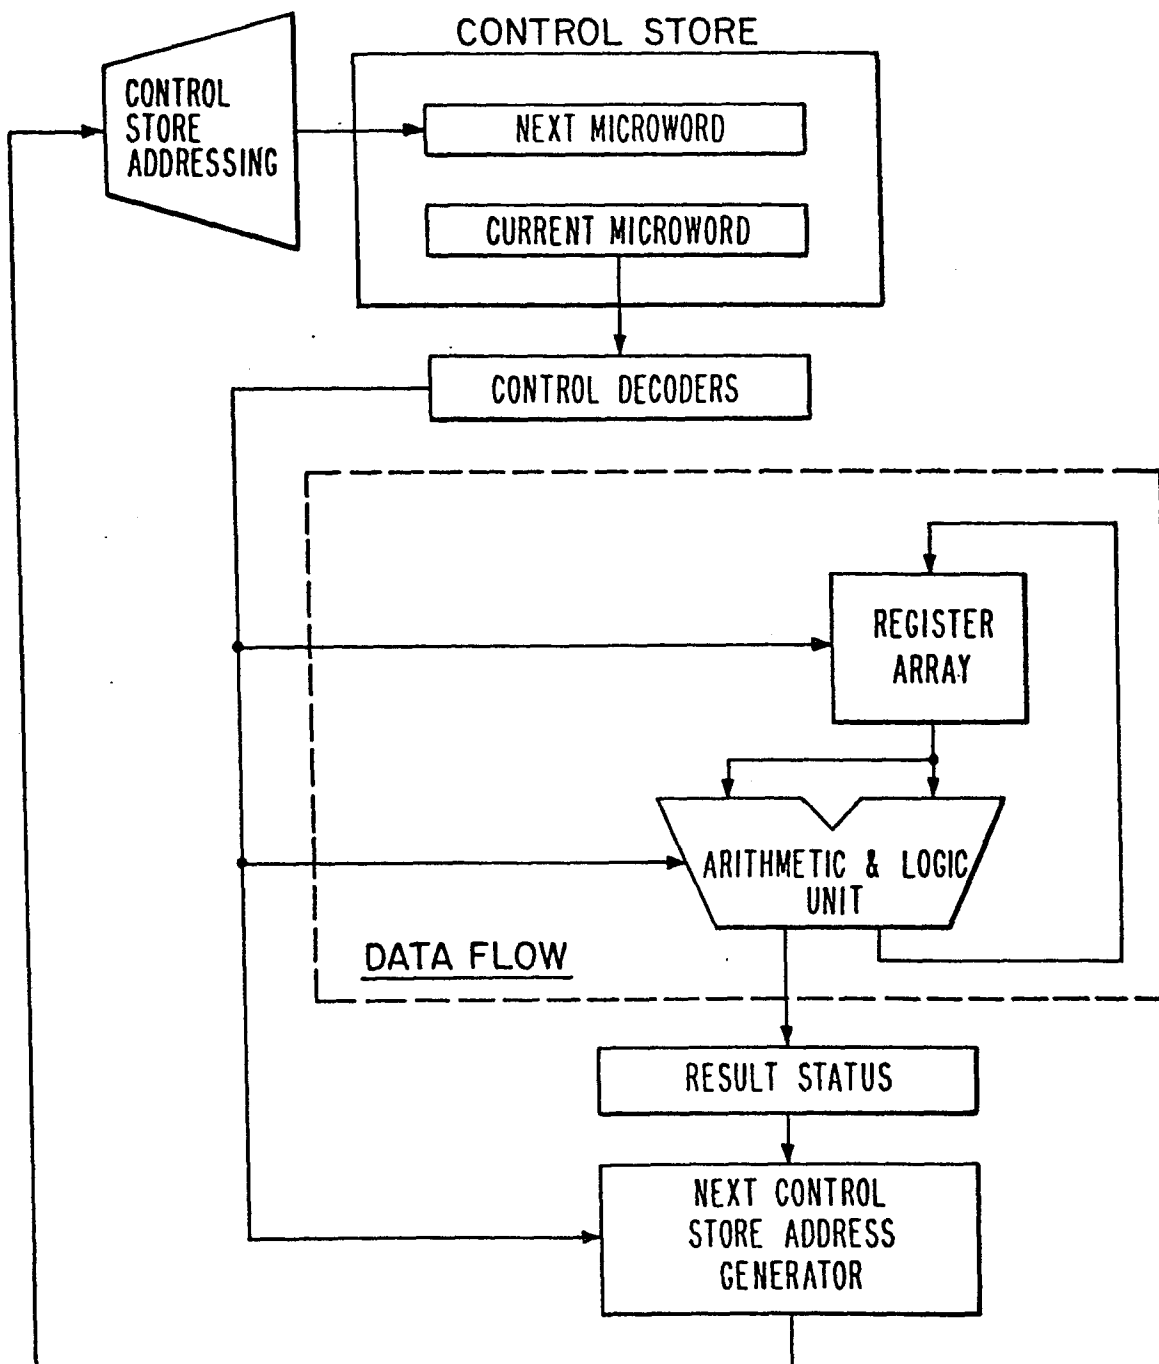 CONTROL STORE
CONTROL
STORE
ADDRESSING
NEXT MICROWORD
CURRENT MICROWORD
CONTROL DECODERS
REGISTER
ARRAY
ARITHMETIC & LOGIC
UNIT
DATA FLOW
RESULT STATUS
NEXT CONTROL
STORE ADDRESS
GENERATOR